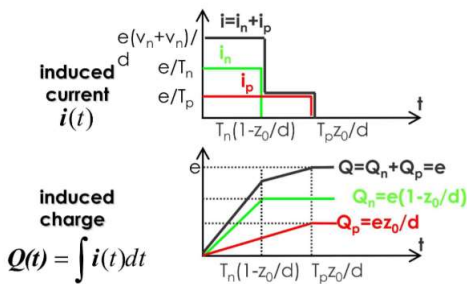 i=iₙ+iₚ
e(vₙ+vₙ)/
d
iₙ
e/Tₙ
iₚ
e/Tₚ
induced
current
i(t)
t
Tₙ(1-z₀/d)
Tₚz₀/d
e
Q=Qₙ+Qₚ=e
Qₙ=e(1-z₀/d)
Qₚ=ez₀/d
induced
charge
Q(t) = ∫ i(t)dt
t
Tₙ(1-z₀/d)
Tₚz₀/d